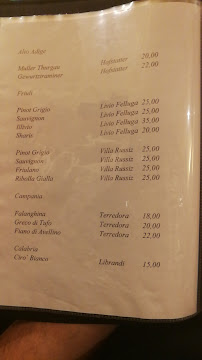 Alto Adige
Muller Thurgau Hofstatter 20,00
Gewurztraminer Hofstatter 22,00
Friuli
Pinot Grigio Livio Felluga 25,00
Sauvignon Livio Felluga 25,00
Illivio Livio Felluga 35,00
Sharis Livio Felluga 20,00
Pinot Grigio Villa Russiz 25,00
Sauvignon Villa Russiz 25,00
Friulano Villa Russiz 25,00
Ribolla Gialla Villa Russiz 25,00
Campania
Falanghina Terredora 18,00
Greco di Tufo Terredora 20,00
Fiano di Avellino Terredora 22,00
Calabria
Ciro' Bianco Librandi 15,00